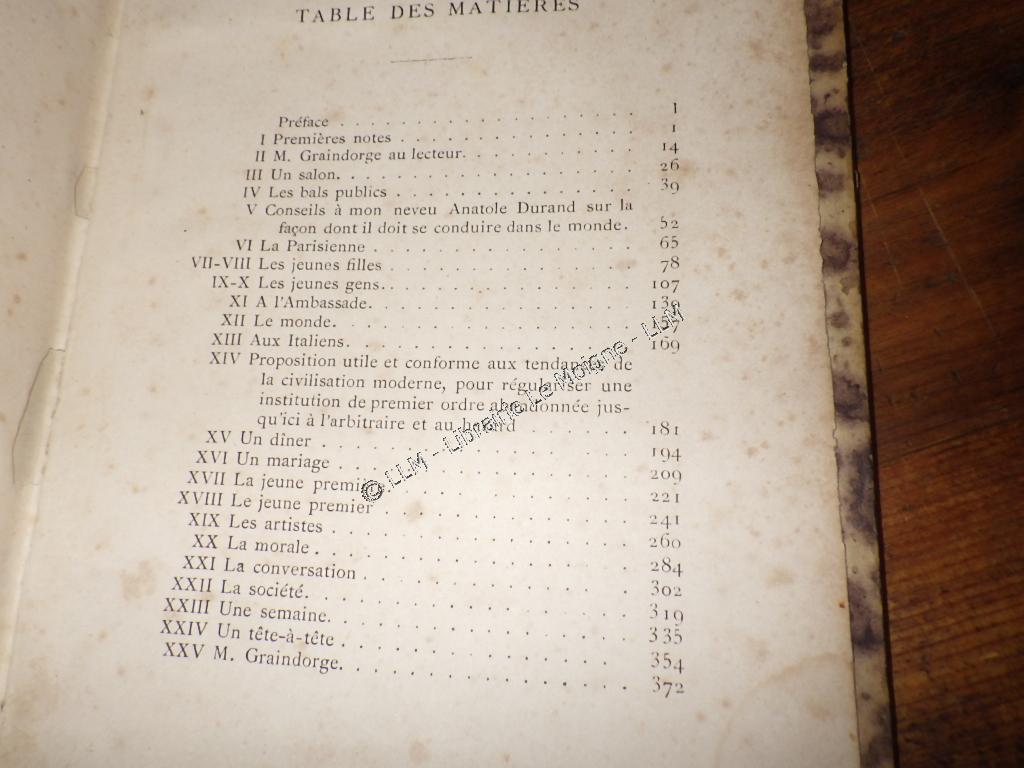 TABLE DES MATIÈRES
Préface . . . . . . . . . . . . . . . . I
I Premières notes . . . . . . . . . . . . . 1
II M. Graindorge au lecteur. . . . . . . . . . 14
III Un salon. . . . . . . . . . . . . . . . 26
IV Les bals publics . . . . . . . . . . . . . 39
V Conseils à mon neveu Anatole Durand sur la
façon dont il doit se conduire dans le monde. 52
VI La Parisienne . . . . . . . . . . . . . . 65
VII-VIII Les jeunes filles . . . . . . . . . . . . . 78
IX-X Les jeunes gens. . . . . . . . . . . . . . 107
XI A l'Ambassade. . . . . . . . . . . . . . 139
XII Le monde. . . . . . . . . . . . . . . .
XIII Aux Italiens. . . . . . . . . . . . . . . 169
XIV Proposition utile et conforme aux tendances de
la civilisation moderne, pour régulariser une
institution de premier ordre abandonnée jus-
qu'ici à l'arbitraire et au hasard . . . . . . 181
XV Un dîner . . . . . . . . . . . . . . . . 194
XVI Un mariage . . . . . . . . . . . . . . . 209
XVII La jeune première . . . . . . . . . . . . 221
XVIII Le jeune premier . . . . . . . . . . . . . 241
XIX Les artistes . . . . . . . . . . . . . . . 260
XX La morale . . . . . . . . . . . . . . . . 284
XXI La conversation . . . . . . . . . . . . . 302
XXII La société. . . . . . . . . . . . . . . . 319
XXIII Une semaine. . . . . . . . . . . . . . . 335
XXIV Un tête-à-tête . . . . . . . . . . . . . . 354
XXV M. Graindorge. . . . . . . . . . . . . . 372
© LLM - Librairie Le Moigne - LLM